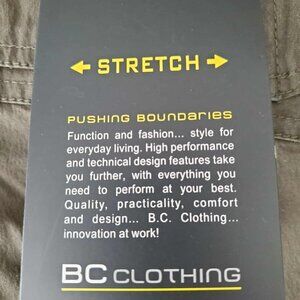 ← STRETCH →
PUSHING BOUNDARIES
Function and fashion... style for
everyday living. High performance
and technical design features take
you further, with everything you
need to perform at your best.
Quality, practicality, comfort
and design... B.C. Clothing...
innovation at work!
BC CLOTHING